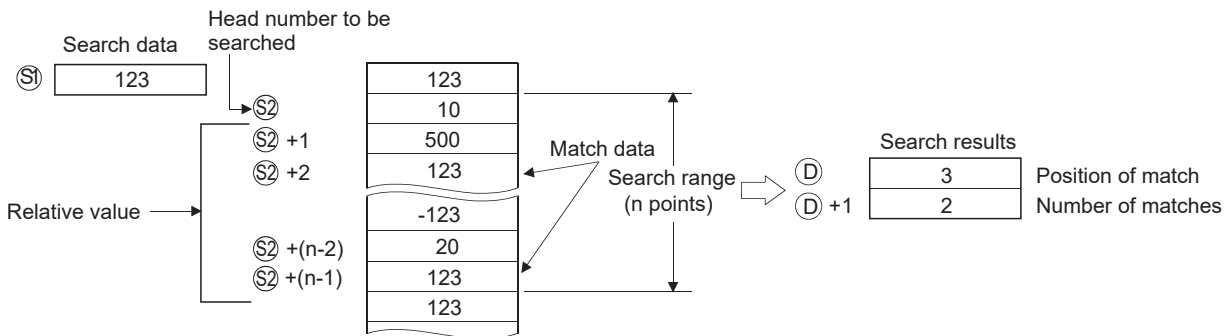 Head number to be
searched
Search data
S1 123
123
S2 10
S2 +1 500
S2 +2 123
Match data
Search range
(n points)
Relative value
-123
S2 +(n-2) 20
S2 +(n-1) 123
123
Search results
D 3 Position of match
D +1 2 Number of matches